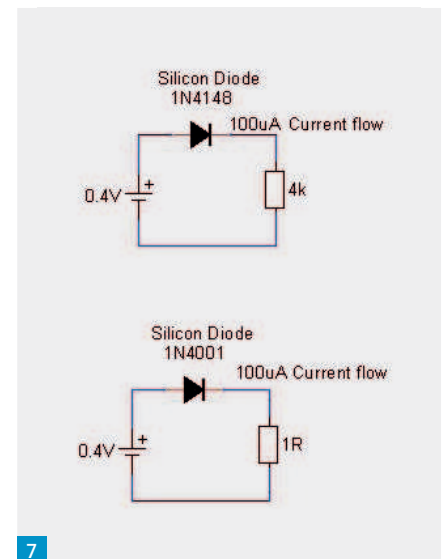 Silicon Diode
1N4148
100uA Current flow
0.4V
+
4k
Silicon Diode
1N4001
100uA Current flow
0.4V
+
1R
7